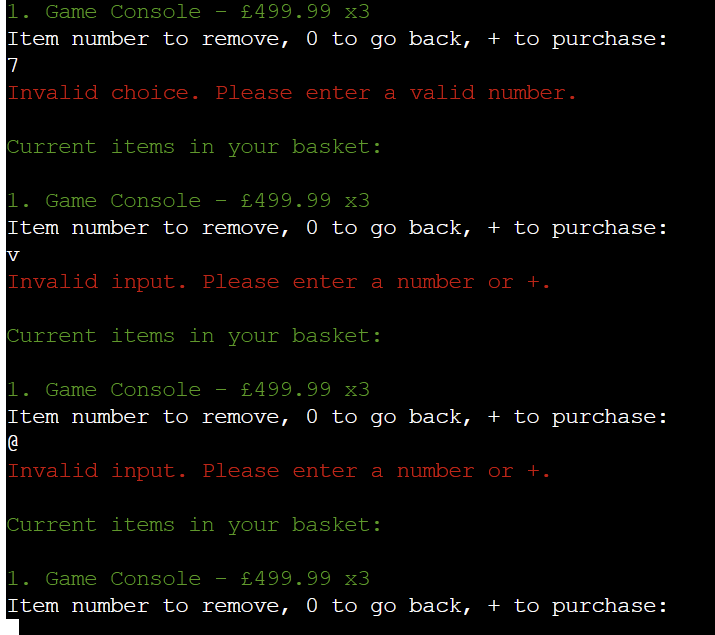 1. Game Console - £499.99 x3
Item number to remove, 0 to go back, + to purchase:
7
Invalid choice. Please enter a valid number.
Current items in your basket:
1. Game Console - £499.99 x3
Item number to remove, 0 to go back, + to purchase:
v
Invalid input. Please enter a number or +.
Current items in your basket:
1. Game Console - £499.99 x3
Item number to remove, 0 to go back, + to purchase:
@
Invalid input. Please enter a number or +.
Current items in your basket:
1. Game Console - £499.99 x3
Item number to remove, 0 to go back, + to purchase: